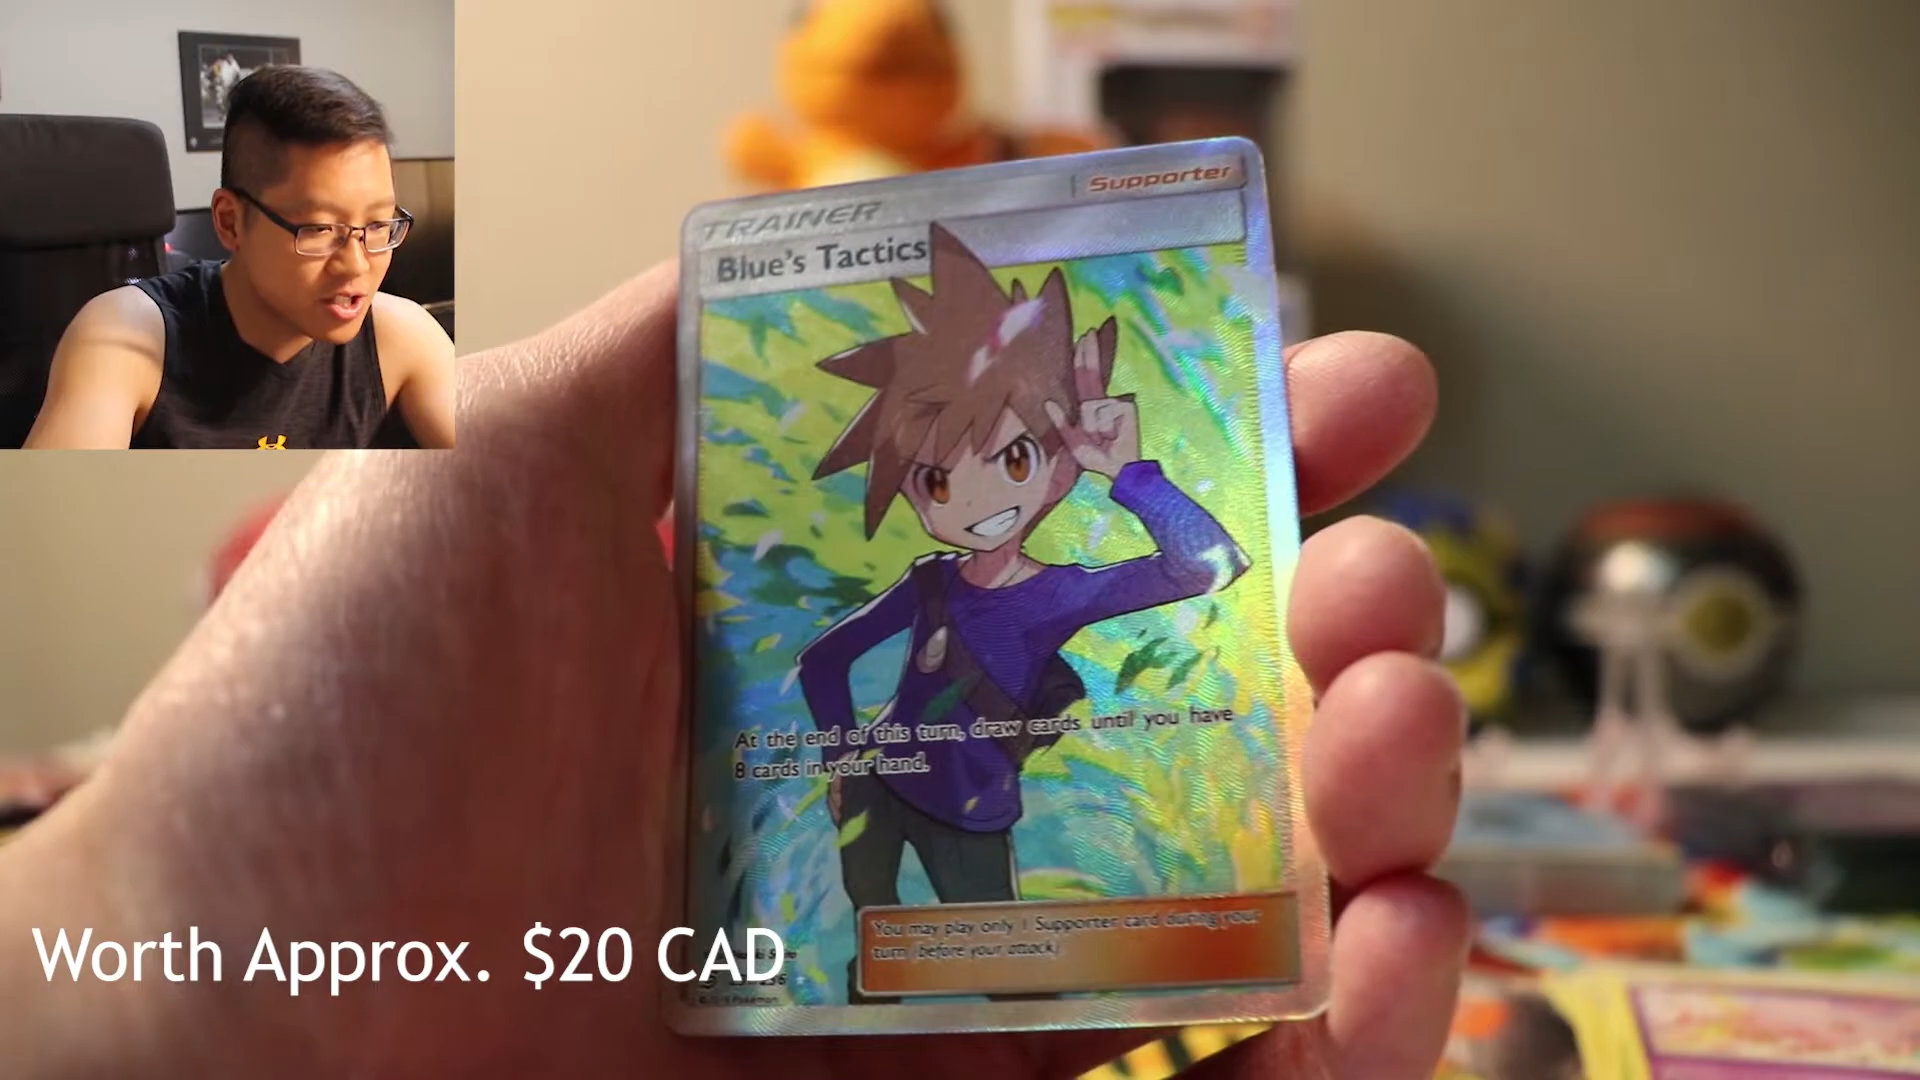 TRAINER
Supporter
Blue's Tactics
At the end of this turn, draw cards until you have
8 cards in your hand.
You may play only 1 Supporter card during your
turn (before your attack).
Worth Approx. $20 CAD